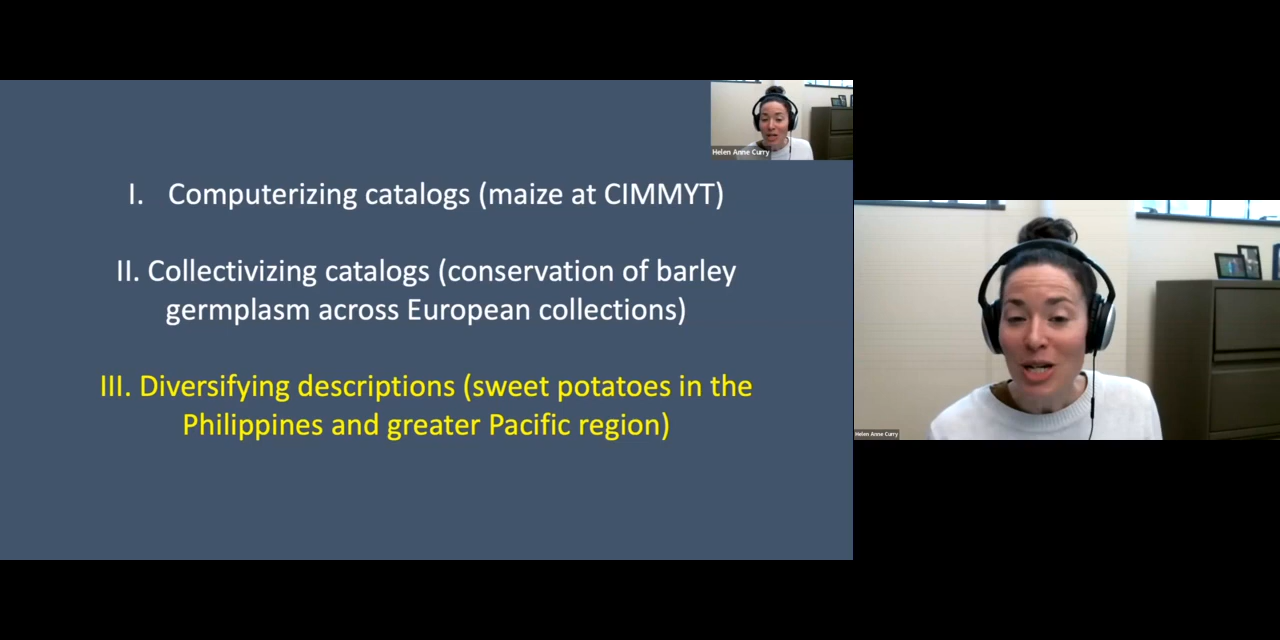 Helen Anne Curry
I. Computerizing catalogs (maize at CIMMYT)
II. Collectivizing catalogs (conservation of barley
germplasm across European collections)
III. Diversifying descriptions (sweet potatoes in the
Philippines and greater Pacific region)
Helen Anne Curry